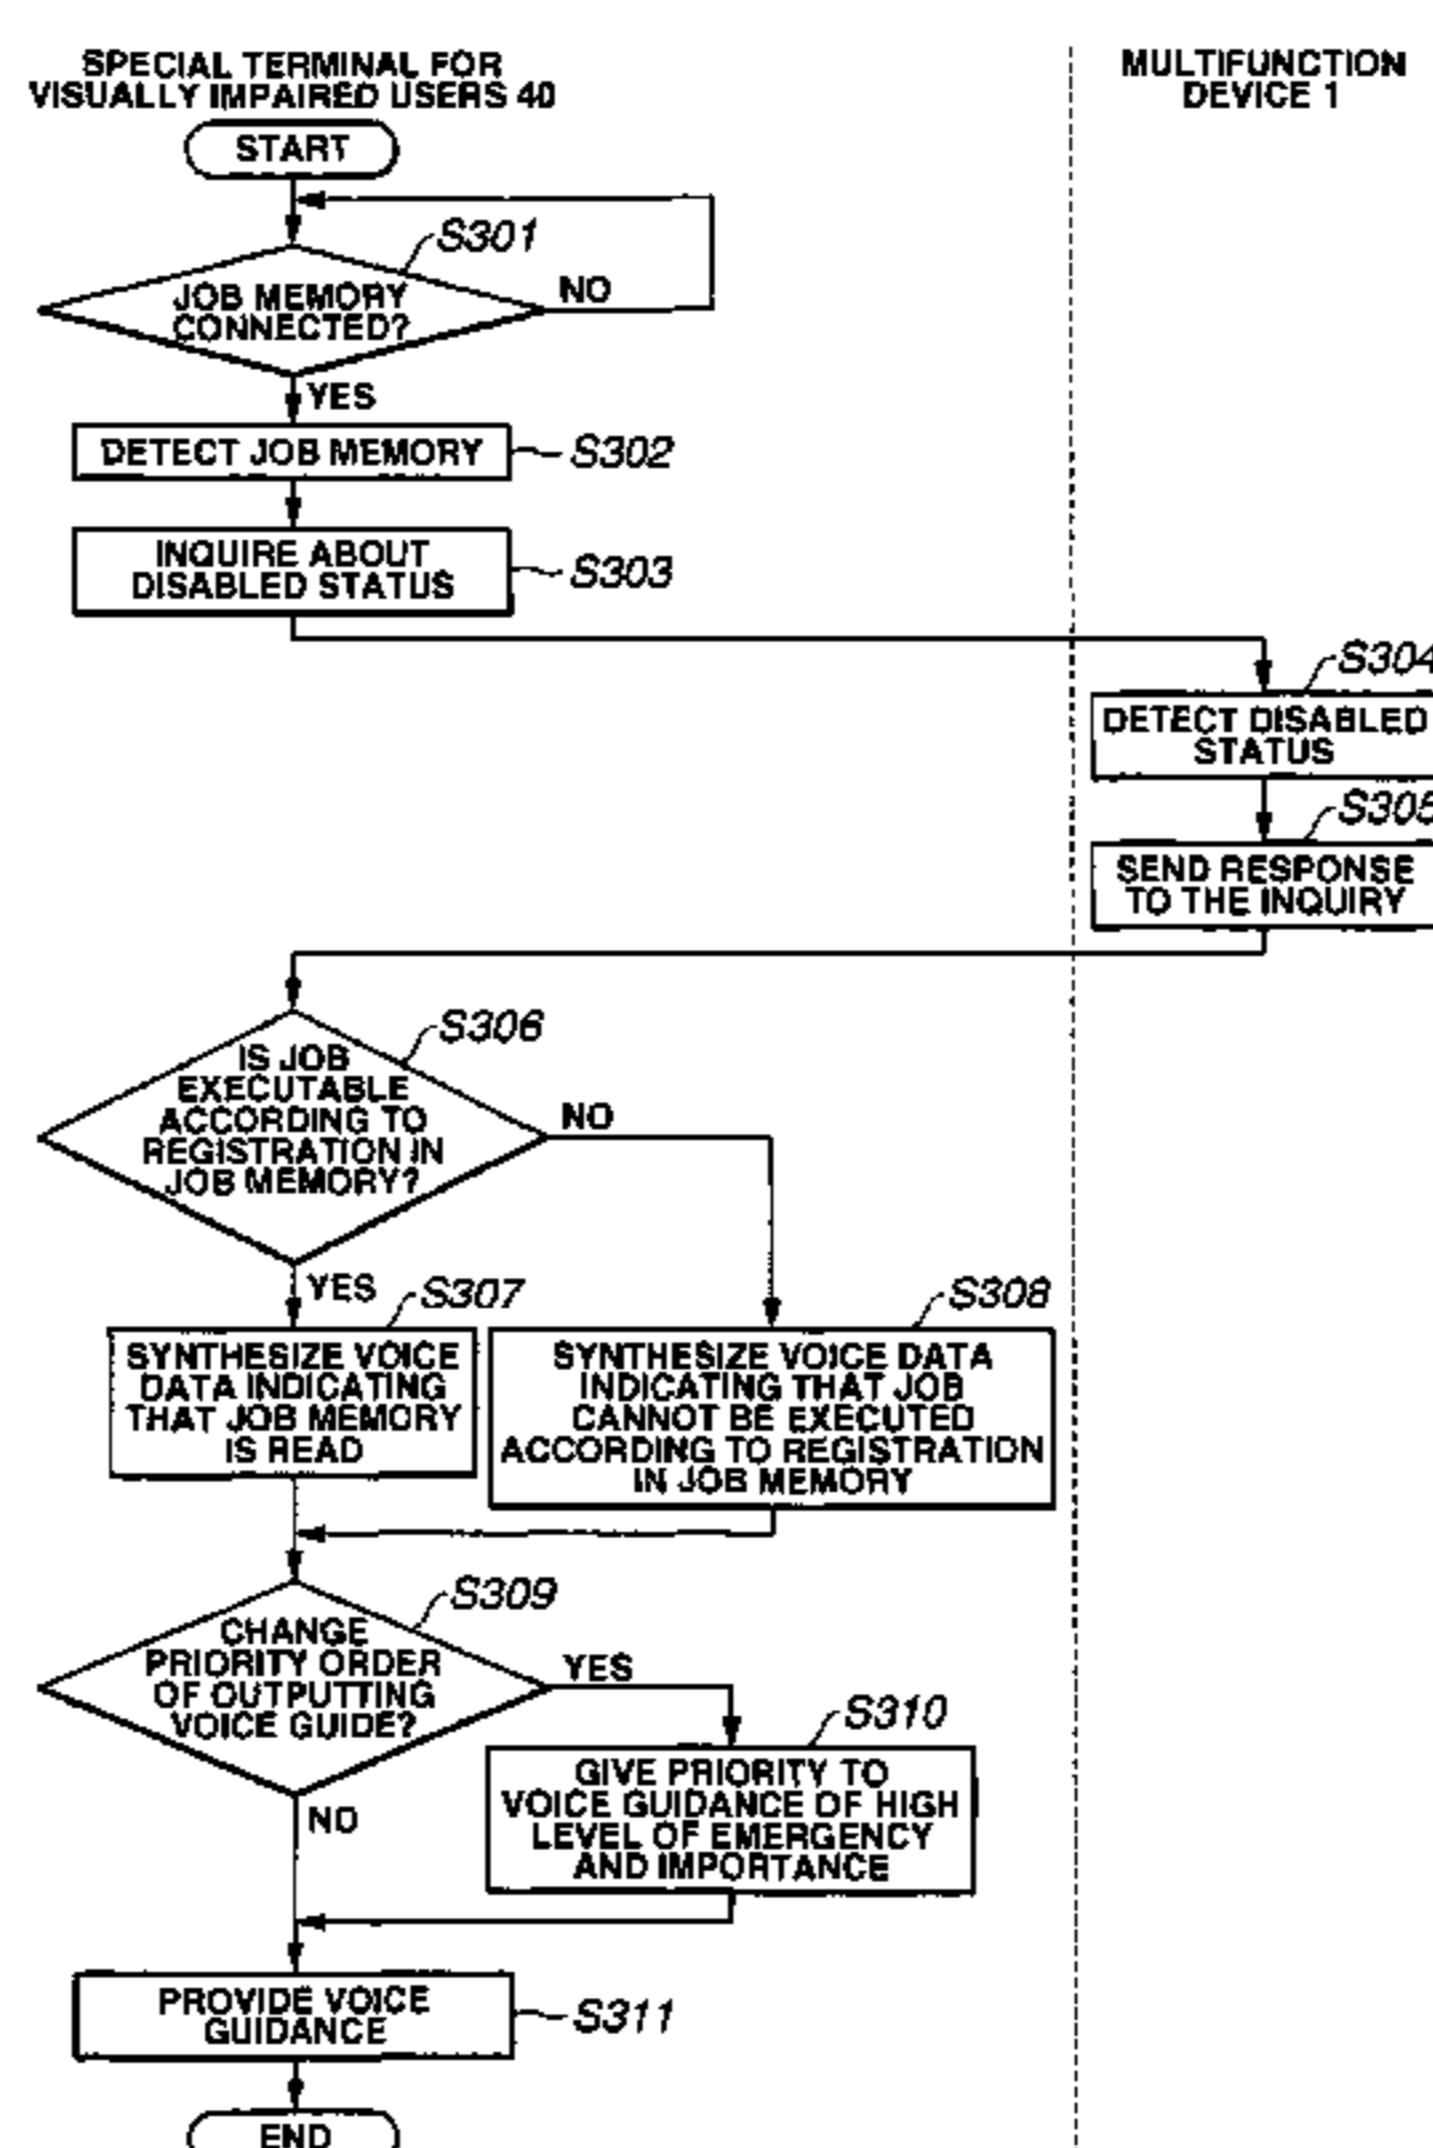 SPECIAL TERMINAL FOR
VISUALLY IMPAIRED USERS 40
MULTIFUNCTION
DEVICE 1
START
S301
JOB MEMORY
CONNECTED?
NO
YES
DETECT JOB MEMORY
S302
INQUIRE ABOUT
DISABLED STATUS
S303
S304
DETECT DISABLED
STATUS
S305
SEND RESPONSE
TO THE INQUIRY
S306
IS JOB
EXECUTABLE
ACCORDING TO
REGISTRATION IN
JOB MEMORY?
NO
YES
S307
SYNTHESIZE VOICE
DATA INDICATING
THAT JOB MEMORY
IS READ
S308
SYNTHESIZE VOICE DATA
INDICATING THAT JOB
CANNOT BE EXECUTED
ACCORDING TO REGISTRATION
IN JOB MEMORY
S309
CHANGE
PRIORITY ORDER
OF OUTPUTTING
VOICE GUIDE?
YES
NO
S310
GIVE PRIORITY TO
VOICE GUIDANCE OF HIGH
LEVEL OF EMERGENCY
AND IMPORTANCE
PROVIDE VOICE
GUIDANCE
S311
END